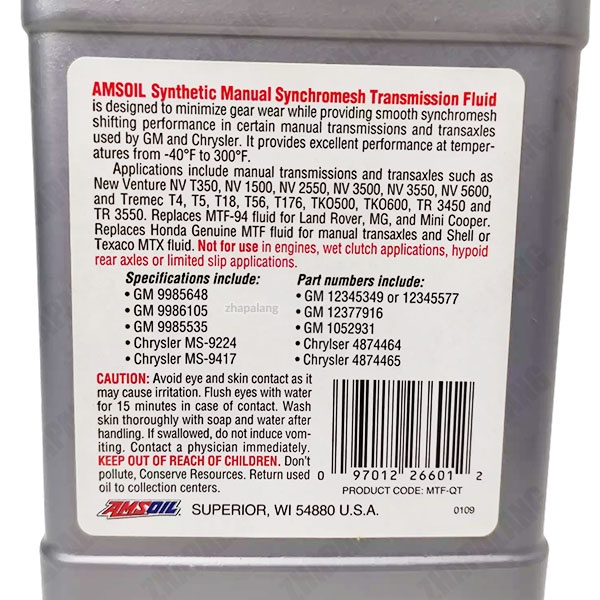 AMSOIL Synthetic Manual Synchromesh Transmission Fluid
is designed to minimize gear wear while providing smooth synchromesh
shifting performance in certain manual transmissions and transaxles
used by GM and Chrysler. It provides excellent performance at temper-
atures from -40°F to 300°F.
Applications include manual transmissions and transaxles such as
New Venture NV T350, NV 1500, NV 2550, NV 3500, NV 3550, NV 5600,
and Tremec T4, T5, T18, T56, T176, TKO500, TKO600, TR 3450 and
TR 3550. Replaces MTF-94 fluid for Land Rover, MG, and Mini Cooper.
Replaces Honda Genuine MTF fluid for manual transaxles and Shell or
Texaco MTX fluid. Not for use in engines, wet clutch applications, hypoid
rear axles or limited slip applications.
Specifications include:
• GM 9985648
• GM 9986105
• GM 9985535
• Chrysler MS-9224
• Chrysler MS-9417
Part numbers include:
• GM 12345349 or 12345577
• GM 12377916
• GM 1052931
• Chrylser 4874464
• Chrysler 4874465
zhapalang
CAUTION: Avoid eye and skin contact as it
may cause irritation. Flush eyes with water
for 15 minutes in case of contact. Wash
skin thoroughly with soap and water after
handling. If swallowed, do not induce vom-
iting. Contact a physician immediately.
KEEP OUT OF REACH OF CHILDREN. Don't
pollute, Conserve Resources. Return used
oil to collection centers.
0 97012 26601 2
PRODUCT CODE: MTF-QT
AMSOIL SUPERIOR, WI 54880 U.S.A.
0109